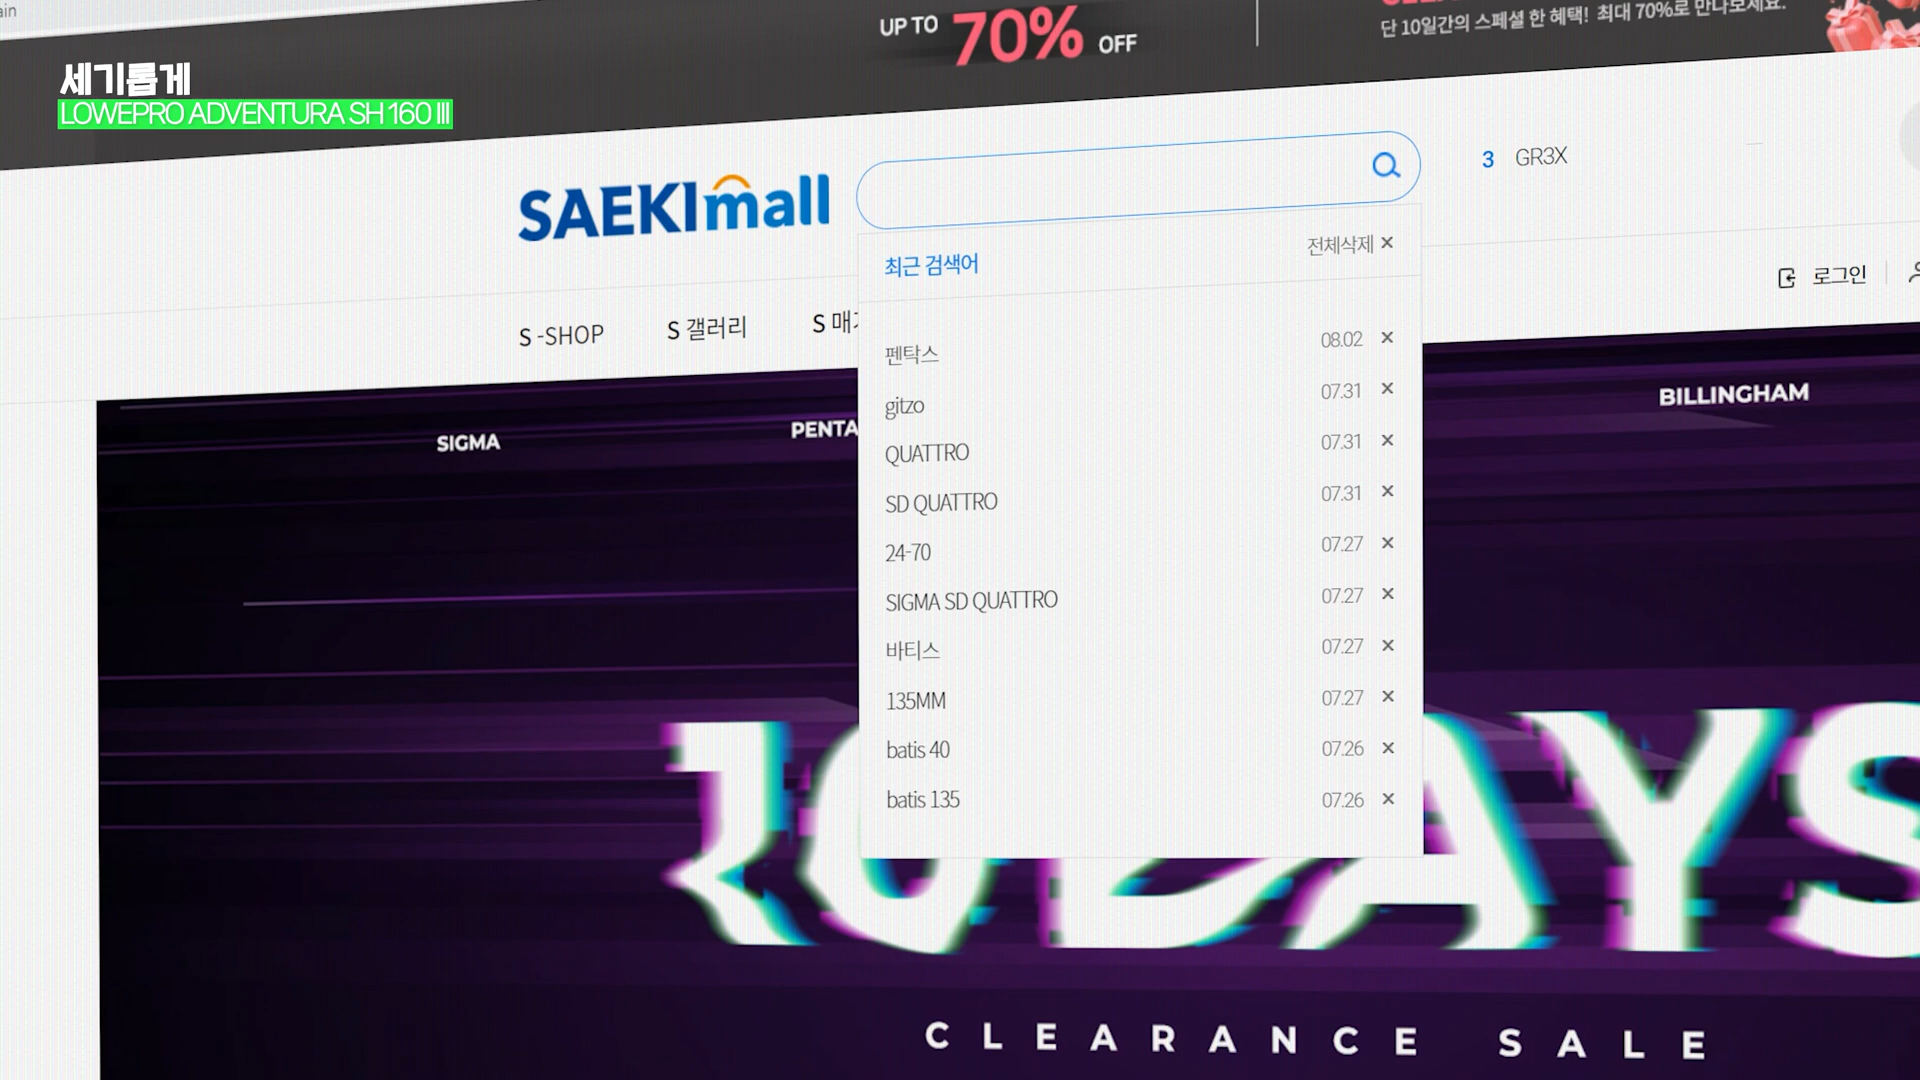 UP TO 70% OFF
단 10일간의 스페셜 한 혜택! 최대 70%로 만나보세요.
세기롭게
LOWEPRO ADVENTURA SH 160 III
SAEKI mall
3 GR3X
최근 검색어 전체삭제 ×
로그인
S -SHOP S 갤러리 S
펜탁스 08.02 ×
gitzo 07.31 ×
QUATTRO 07.31 ×
SD QUATTRO 07.31 ×
24-70 07.27 ×
SIGMA SD QUATTRO 07.27 ×
바티스 07.27 ×
135MM 07.27 ×
batis 40 07.26 ×
batis 135 07.26 ×
SIGMA PENTA BILLINGHAM
10 DAYS
CLEARANCE SALE